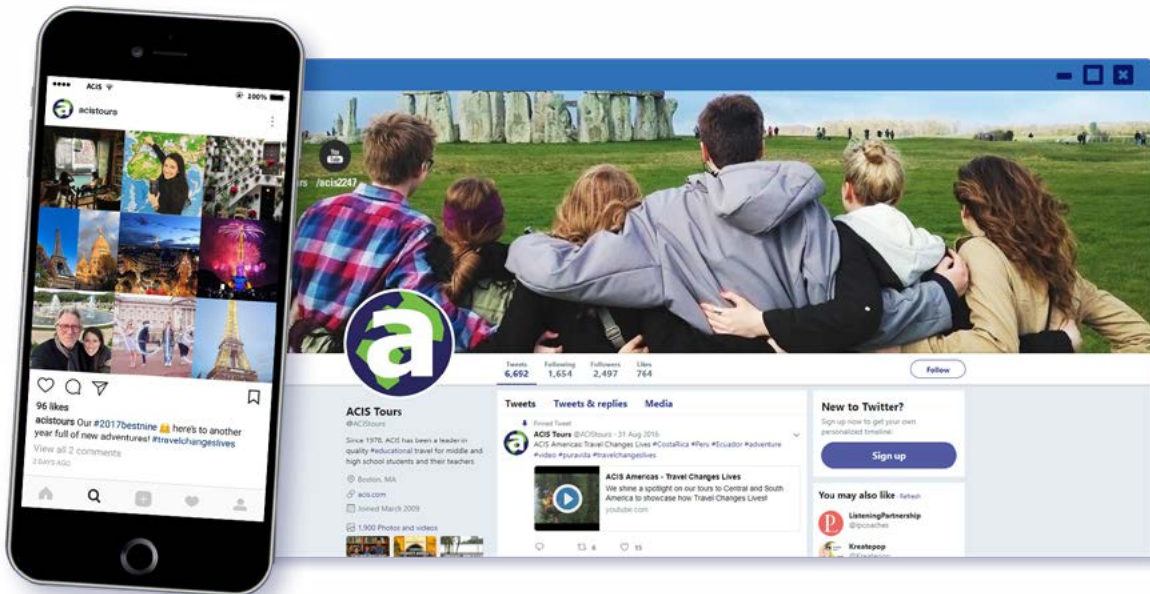 ACIS
100%
acistours
96 likes
acistours Our #2017bestnine 🤗 here's to another
year full of new adventures! #travelchangeslives
View all 2 comments
3 DAYS AGO
You
Tube
/acis2247
a
Tweets Following Followers Likes
6,692 1,654 2,497 764
Follow
ACIS Tours
@ACIStours
Since 1978, ACIS has been a leader in
quality #educational travel for middle and
high school students and their teachers.
Boston, MA
acis.com
Joined March 2009
1,900 Photos and videos
Tweets Tweets & replies Media
Pinned Tweet
ACIS Tours @ACIStours · 31 Aug 2016
ACIS Americas: Travel Changes Lives #CostaRica #Peru #Ecuador #adventure
#video #puravida #travelchangeslives
ACIS Americas - Travel Changes Lives
We shine a spotlight on our tours to Central and South
America to showcase how Travel Changes Lives!
youtube.com
6 15
New to Twitter?
Sign up now to get your own
personalized timeline!
Sign up
You may also like · Refresh
ListeningPartnership
@lpcoaches
Kreatepop